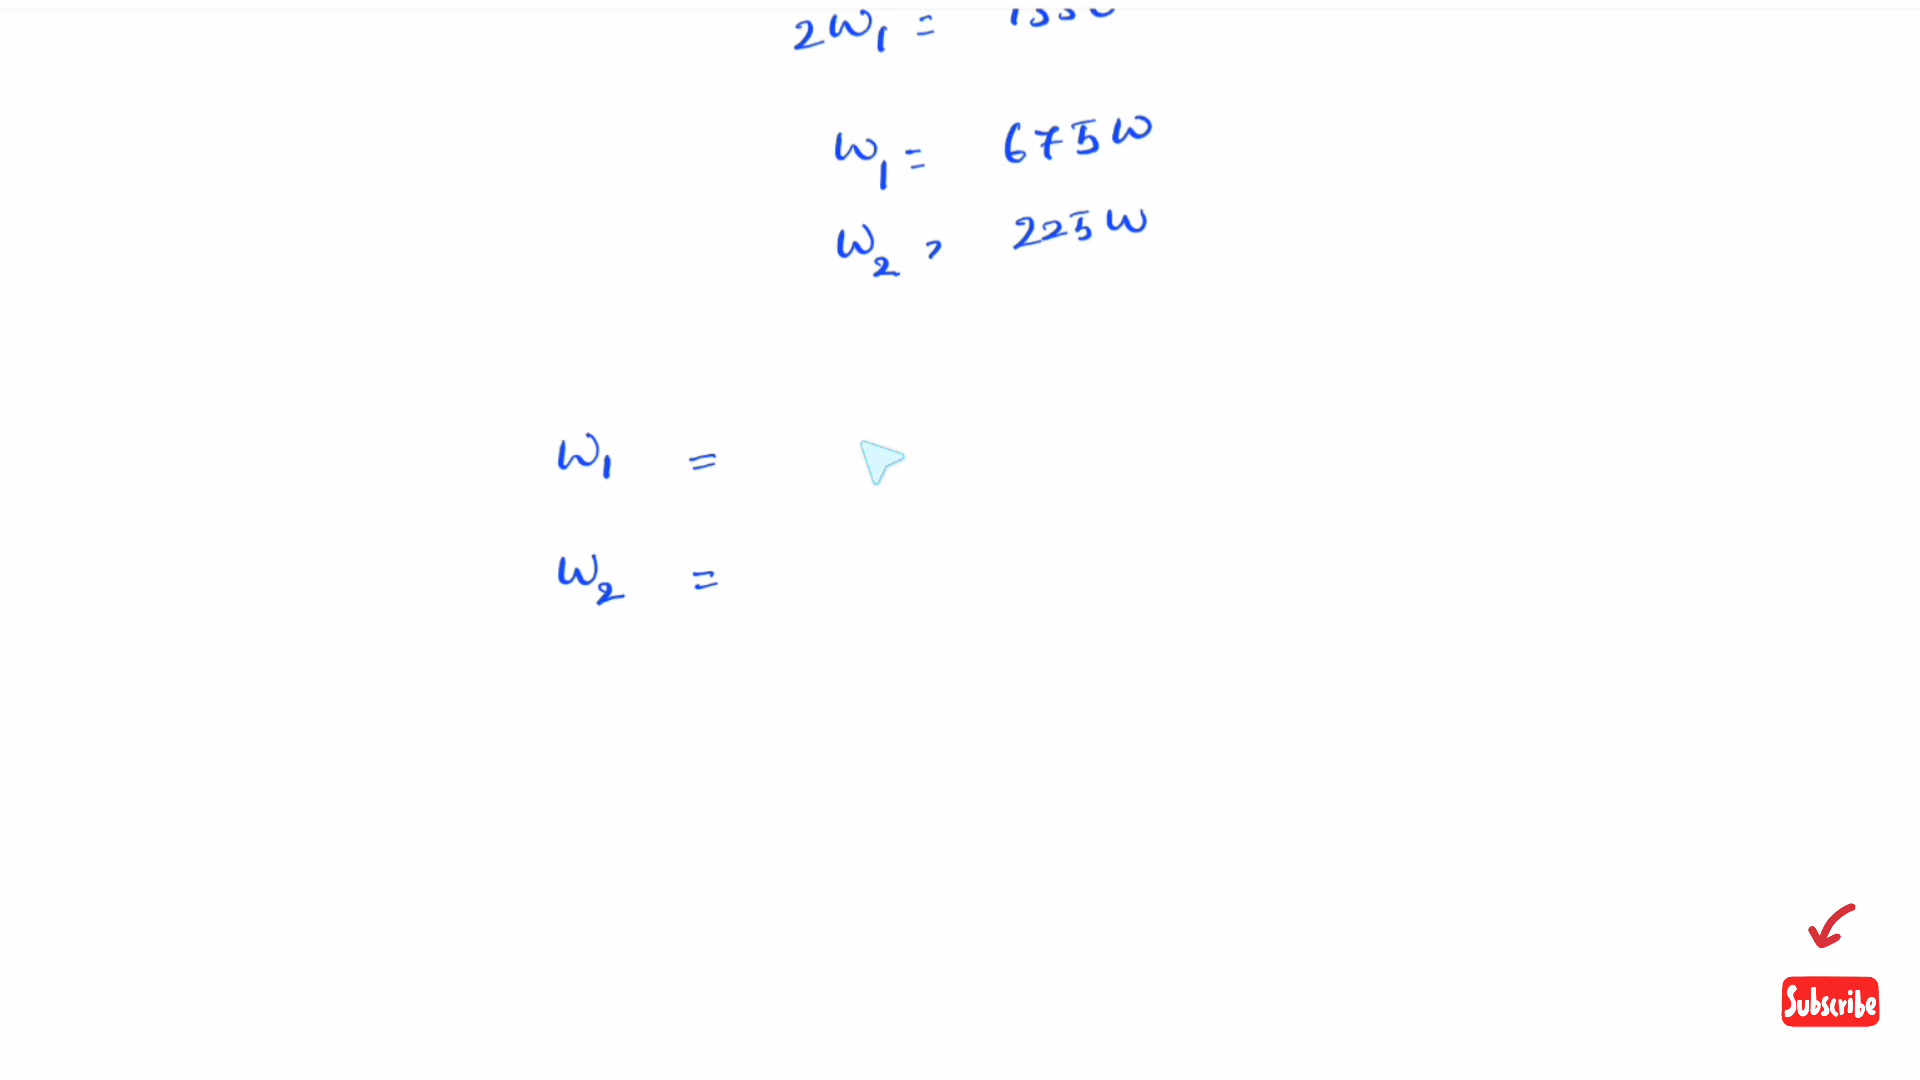 2W₁ =
W₁ = 675W
W₂ , 225W
W₁ =
W₂ =
Subscribe